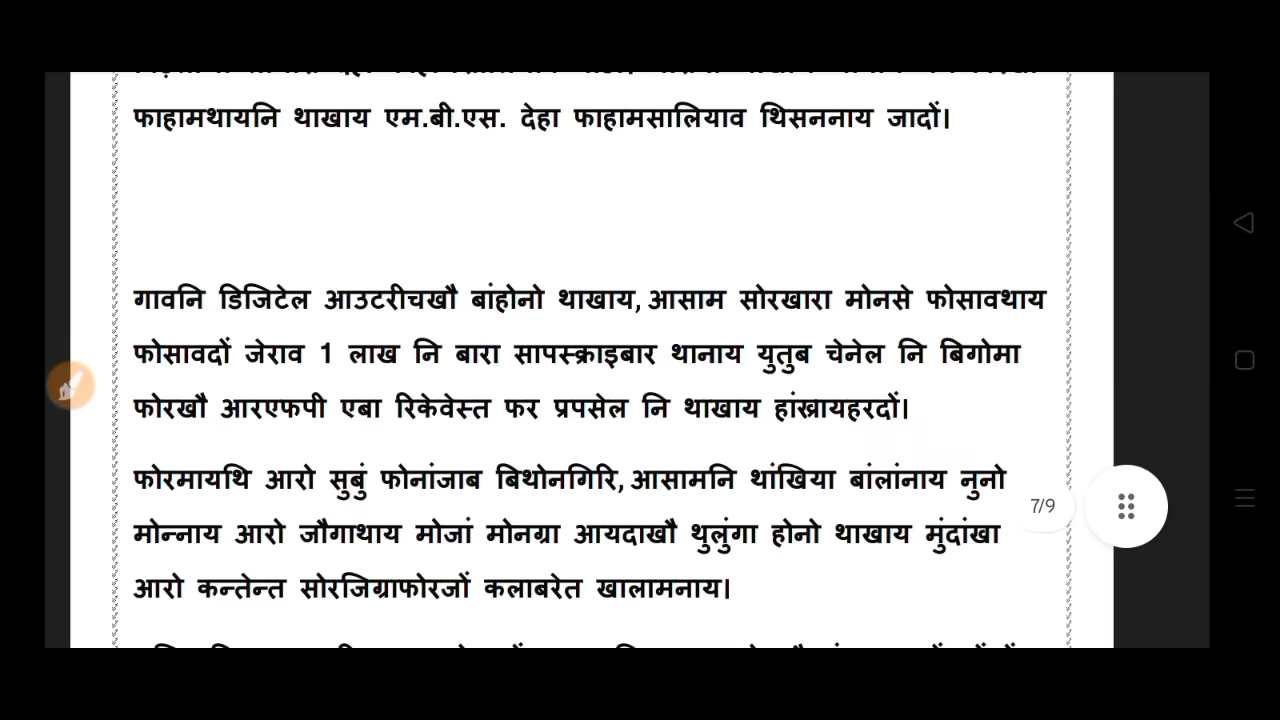 फाहामथायनि थाखाय एम.बी.एस. देहा फाहामसालियाव थिसननाय जादों।
गावनि डिजिटेल आउटरीचखौ बांहोनो थाखाय, आसाम सोरखारा मोनसे फोसावथाय
फोसावदों जेराव 1 लाख नि बारा सापस्क्राइबार थानाय युतुब चेनेल नि बिगोमा
फोरखौ आरएफपी एबा रिकेवेस्त फर प्रपसेल नि थाखाय हांख्रायहरदों।
फोरमायथि आरो सुबुं फोनांजाब बिथोनगिरि, आसामनि थांखिया बांलांनाय नुनो
मोन्नाय आरो जौगाथाय मोजां मोनग्रा आयदाखौ थुलुंगा होनो थाखाय मुंदांखा
आरो कन्तेन्त सोरजिग्राफोरजों कलाबरेत खालामनाय।
7/9